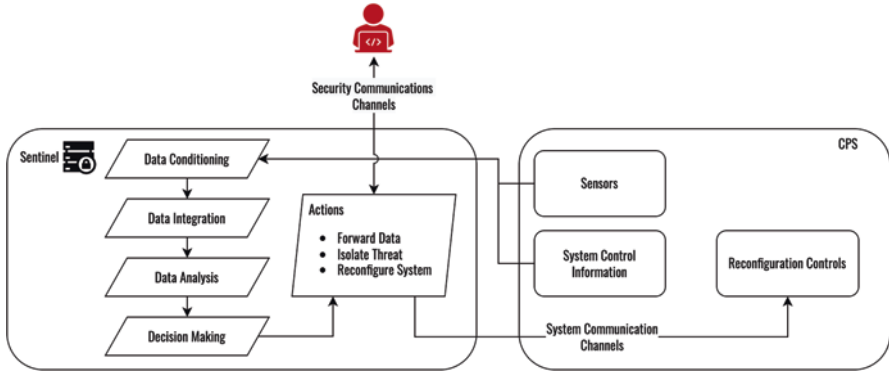 Security Communications
Channels
Sentinel
Data Conditioning
Data Integration
Data Analysis
Decision Making
Actions
• Forward Data
• Isolate Threat
• Reconfigure System
CPS
Sensors
System Control
Information
Reconfiguration Controls
System Communication
Channels